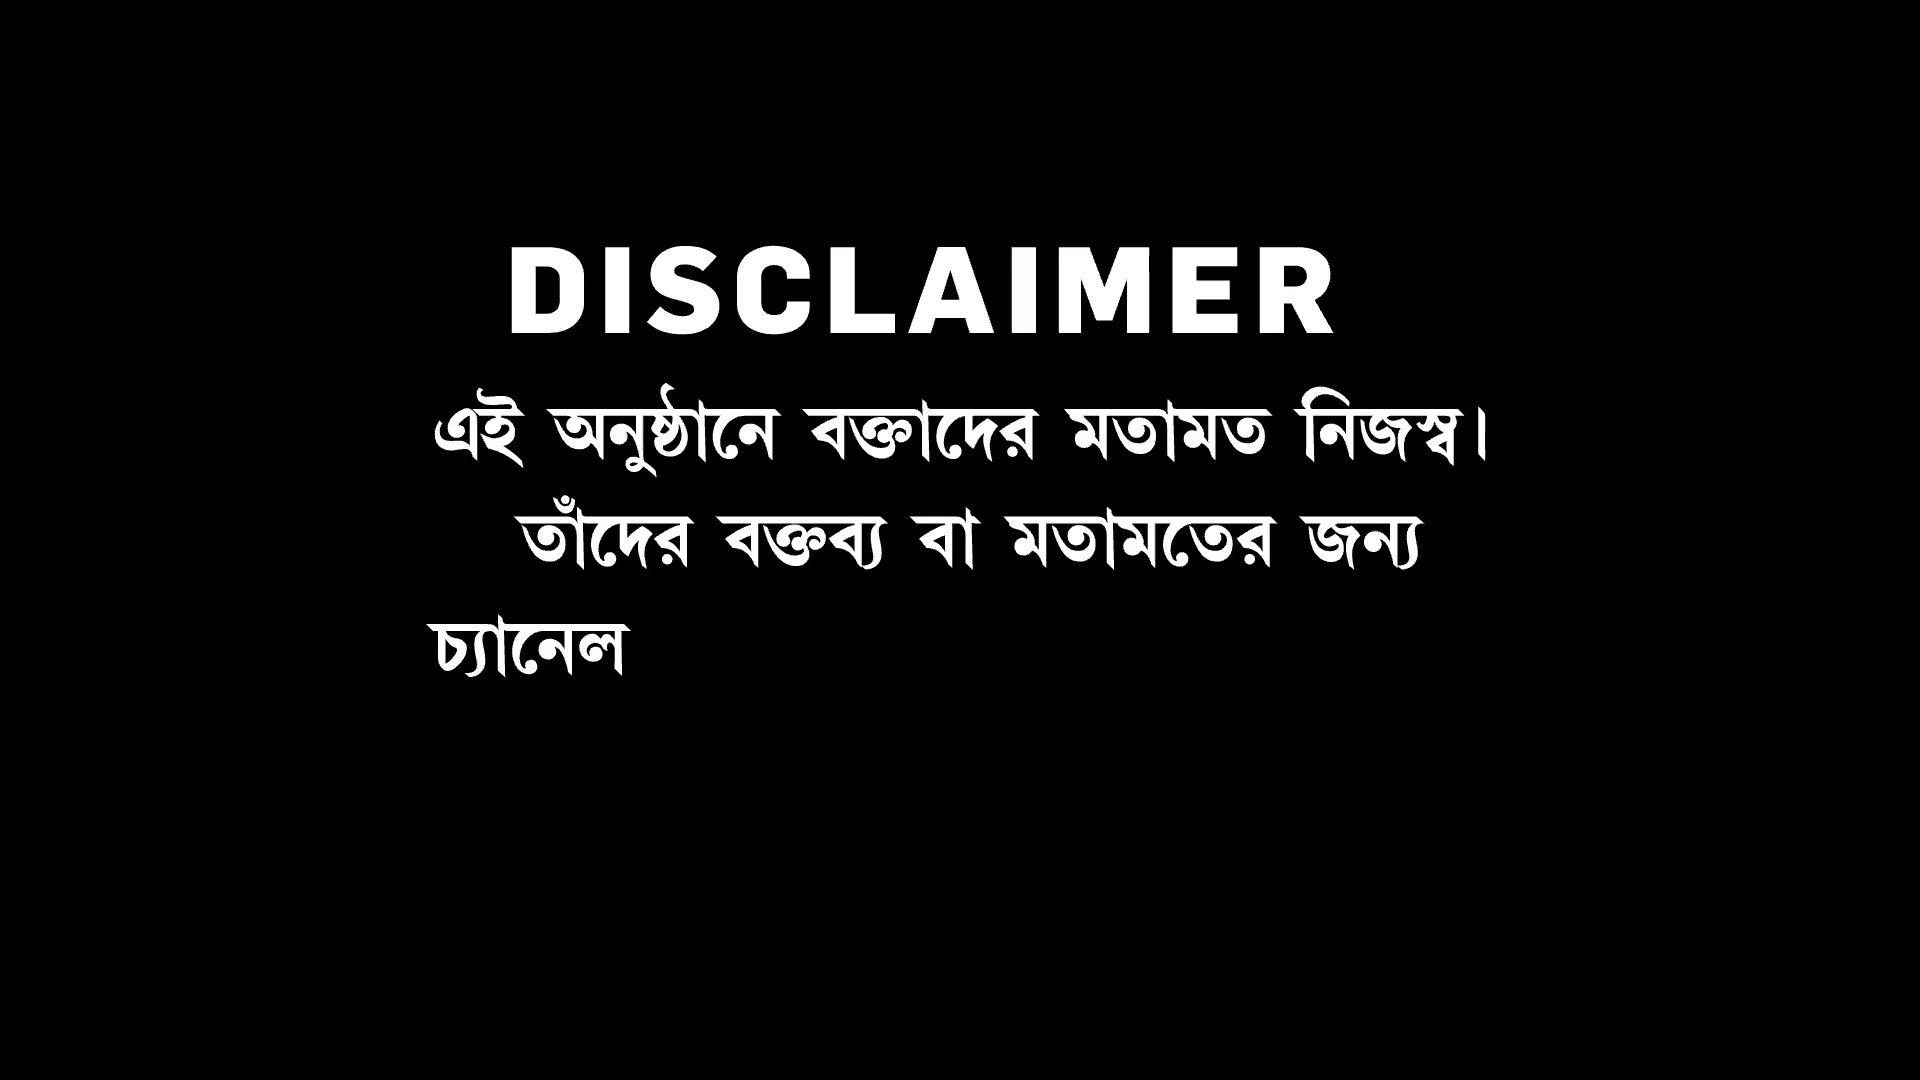 DISCLAIMER
এই অনুষ্ঠানে বক্তাদের মতামত নিজস্ব।
তাঁদের বক্তব্য বা মতামতের জন্য
চ্যানেল